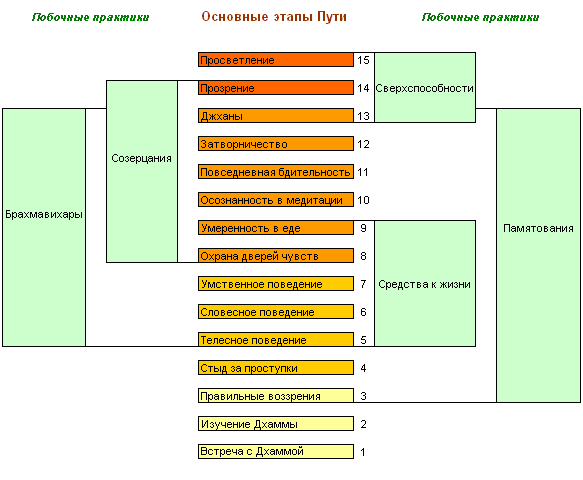 Побочные практики
Основные этапы Пути
Побочные практики
Просветление 15
Сверхспособности
Прозрение 14
Джханы 13
Затворничество 12
Созерцания
Повседневная бдительность 11
Осознанность в медитации 10
Брахмавихары
Умеренность в еде 9
Памятования
Охрана дверей чувств 8
Умственное поведение 7
Средства к жизни
Словесное поведение 6
Телесное поведение 5
Стыд за проступки 4
Правильные воззрения 3
Изучение Дхаммы 2
Встреча с Дхаммой 1